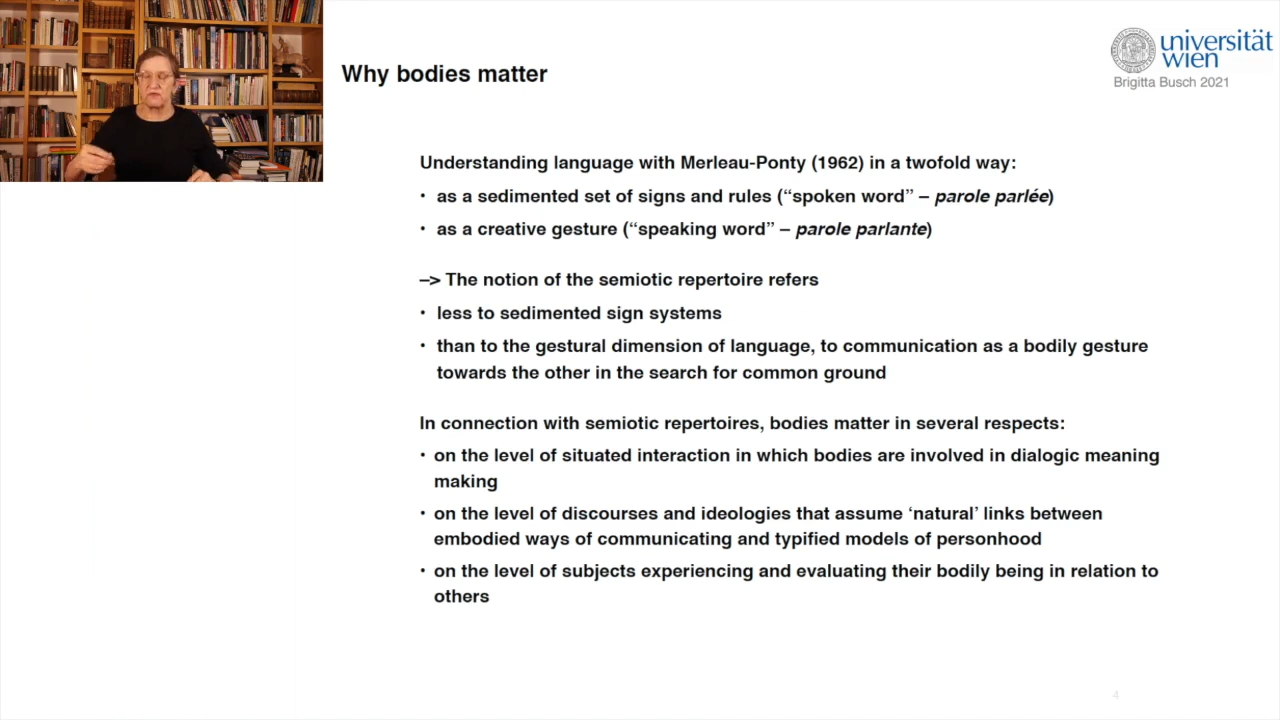 Why bodies matter
universität
wien
Brigitta Busch 2021
Understanding language with Merleau-Ponty (1962) in a twofold way:
• as a sedimented set of signs and rules (“spoken word” – parole parlée)
• as a creative gesture (“speaking word” – parole parlante)
–> The notion of the semiotic repertoire refers
• less to sedimented sign systems
• than to the gestural dimension of language, to communication as a bodily gesture
towards the other in the search for common ground
In connection with semiotic repertoires, bodies matter in several respects:
• on the level of situated interaction in which bodies are involved in dialogic meaning
making
• on the level of discourses and ideologies that assume ‘natural’ links between
embodied ways of communicating and typified models of personhood
• on the level of subjects experiencing and evaluating their bodily being in relation to
others
4